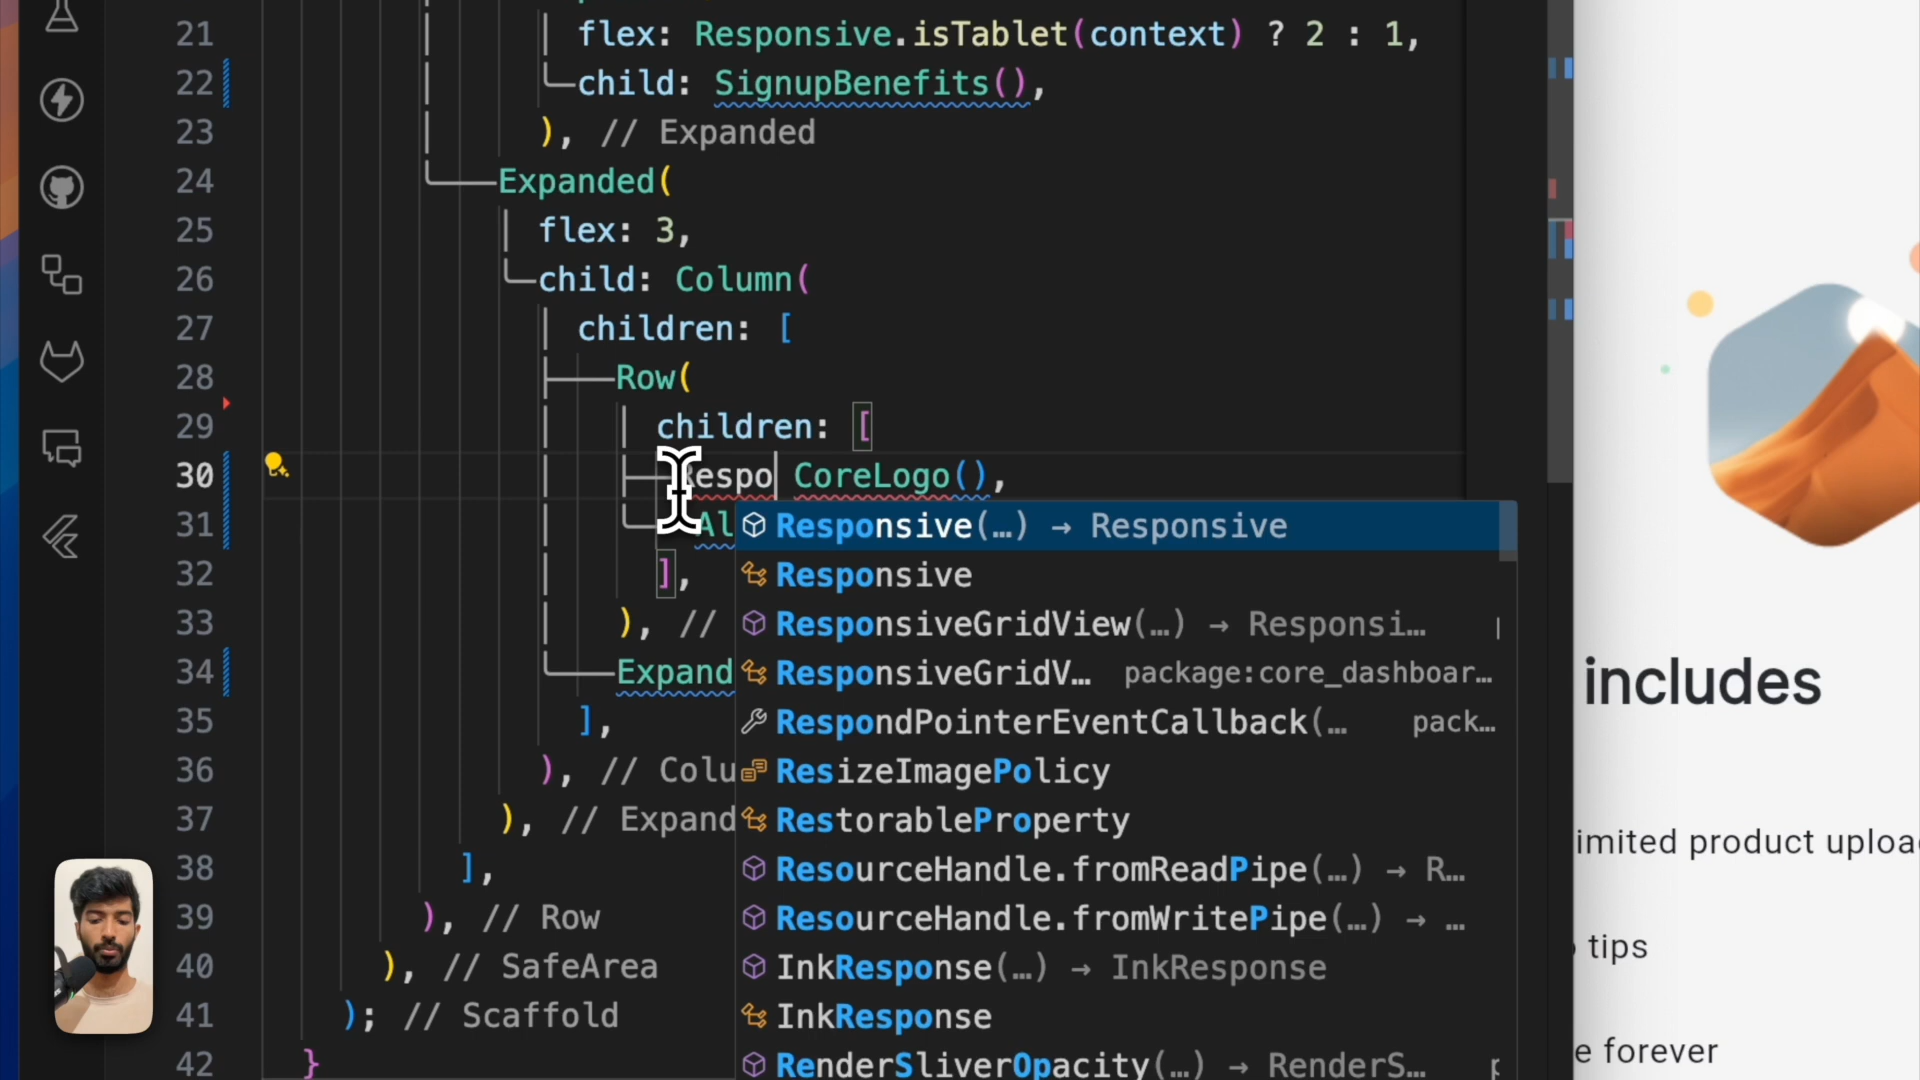 21 flex: Responsive.isTablet(context) ? 2 : 1,
22 child: SignupBenefits(),
23 ), // Expanded
24 Expanded(
25 flex: 3,
26 child: Column(
27 children: [
28 Row(
29 children: [
30 Respo CoreLogo(),
31 Al
32 ],
33 ), //
34 Expand
35 ],
36 ), // Colu
37 ), // Expand
38 ],
39 ), // Row
40 ), // SafeArea
41 ); // Scaffold
42 }
Responsive(…) → Responsive
Responsive
ResponsiveGridView(…) → Responsi…
ResponsiveGridV… package:core_dashboar…
RespondPointerEventCallback(… pack…
ResizeImagePolicy
RestorableProperty
ResourceHandle.fromReadPipe(…) → R…
ResourceHandle.fromWritePipe(…) → …
InkResponse(…) → InkResponse
InkResponse
RenderSliverOpacity(…) → RenderS…
includes
imited product uploa
tips
e forever